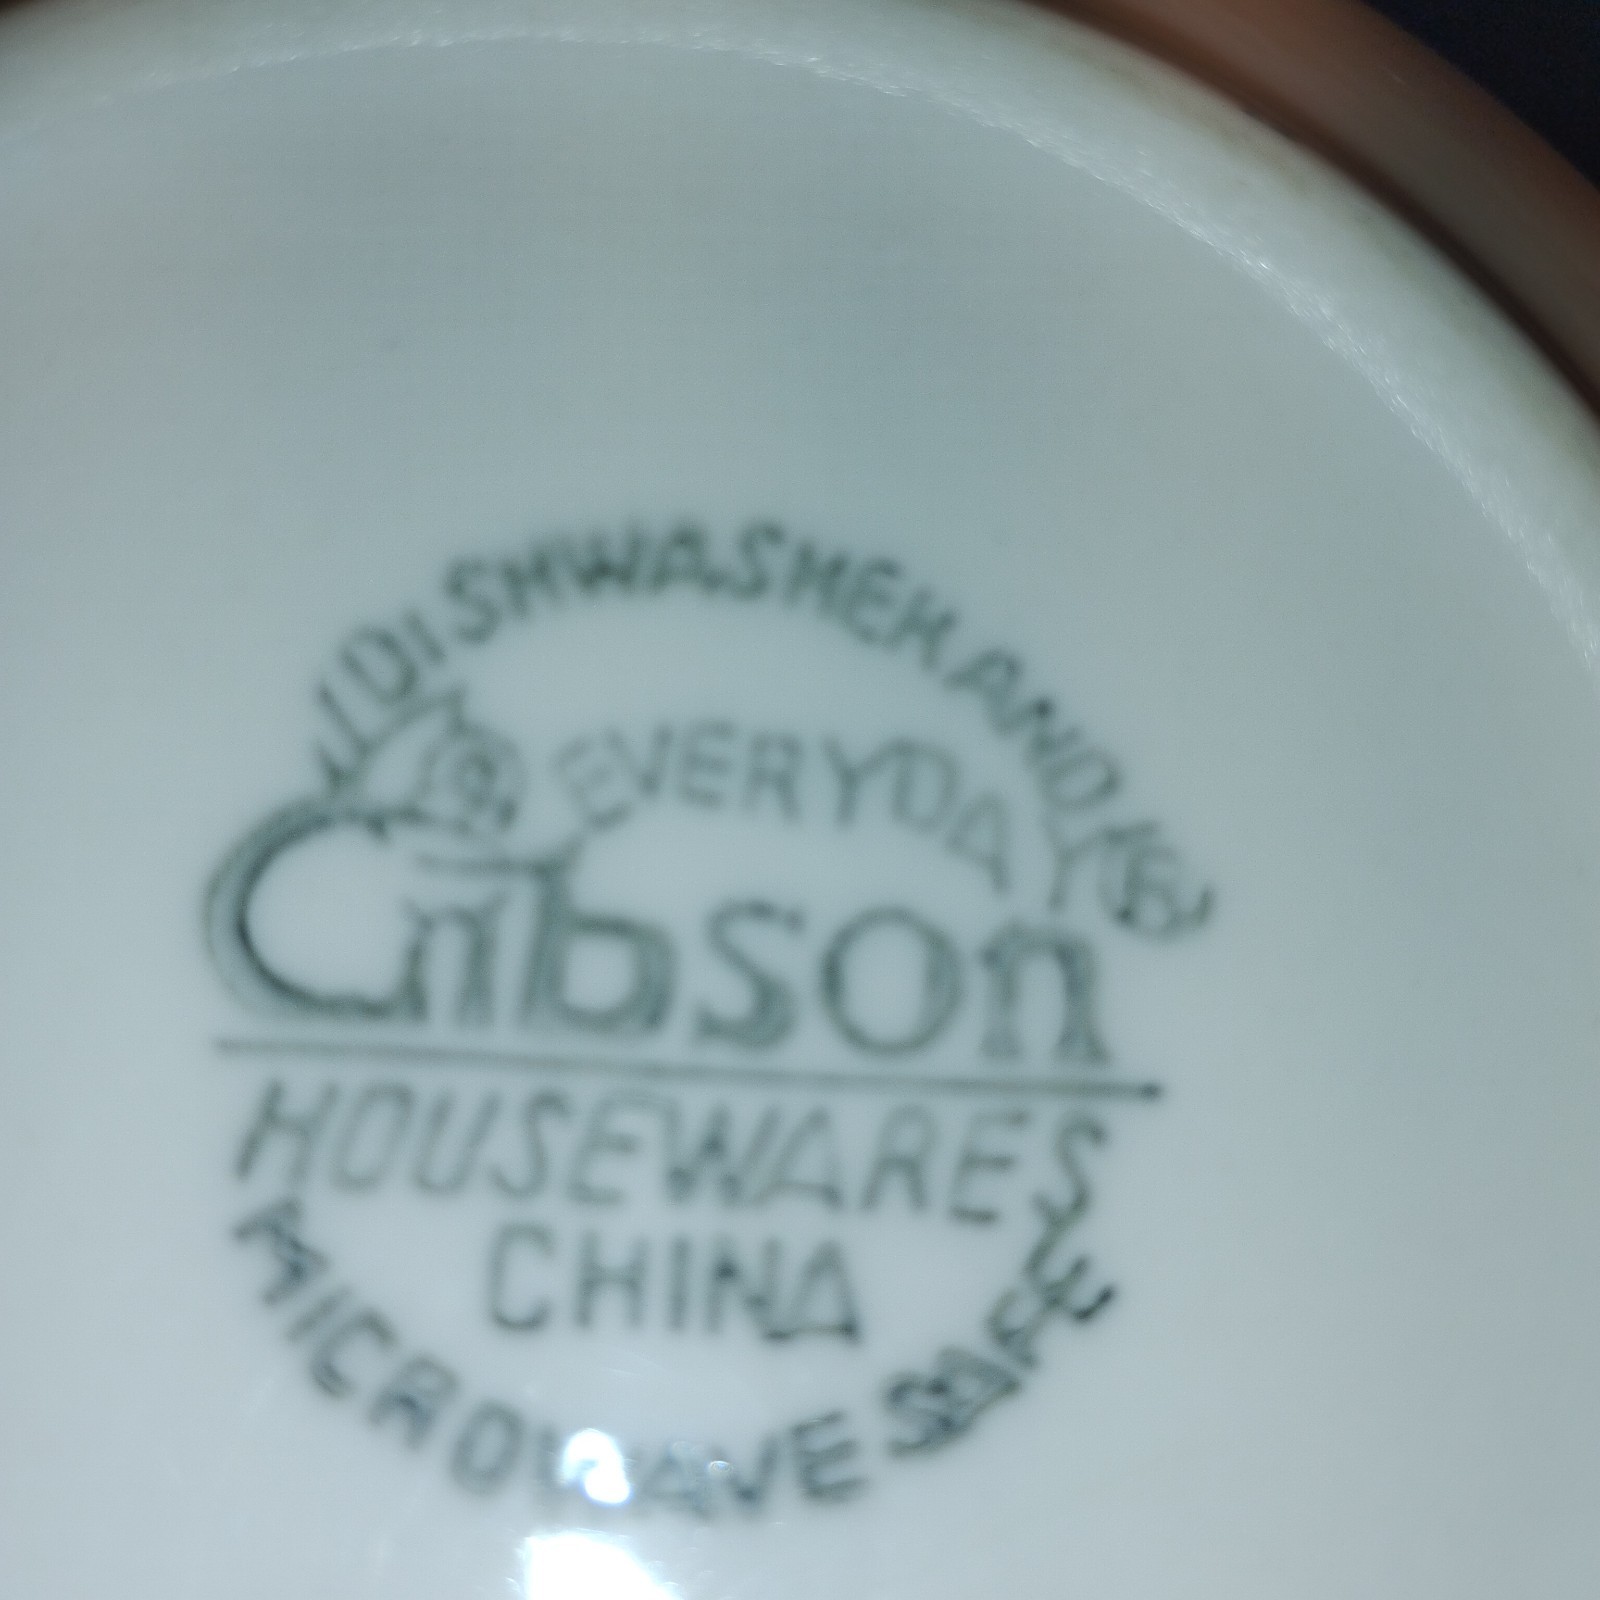 DISHWASHER AND
EVERYDAY
Gibson
HOUSEWARES
CHINA
MICROWAVE SAFE